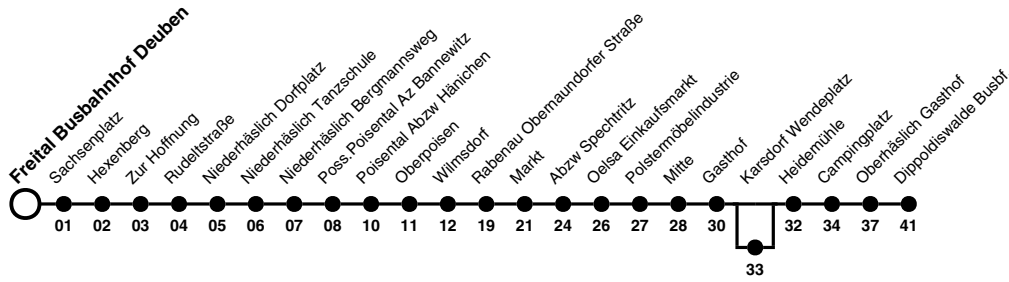 Freital Busbahnhof Deuben
Sachsenplatz
Hexenberg
Zur Hoffnung
Rudeltstraße
Niederhäslich Dorfplatz
Niederhäslich Tanzschule
Niederhäslich Bergmannsweg
Poss.Poisental Az Bannewitz
Poisental Abzw Hänichen
Oberpoisen
Wilmsdorf
Rabenau Obernaundorfer Straße
Markt
Abzw Spechtritz
Oelsa Einkaufsmarkt
Polstermöbelindustrie
Mitte
Gasthof
Karsdorf Wendeplatz
Heidemühle
Campingplatz
Oberhäslich Gasthof
Dippoldiswalde Busbf
01 02 03 04 05 06 07 08 10 11 12 19 21 24 26 27 28 30 32 34 37 41
33